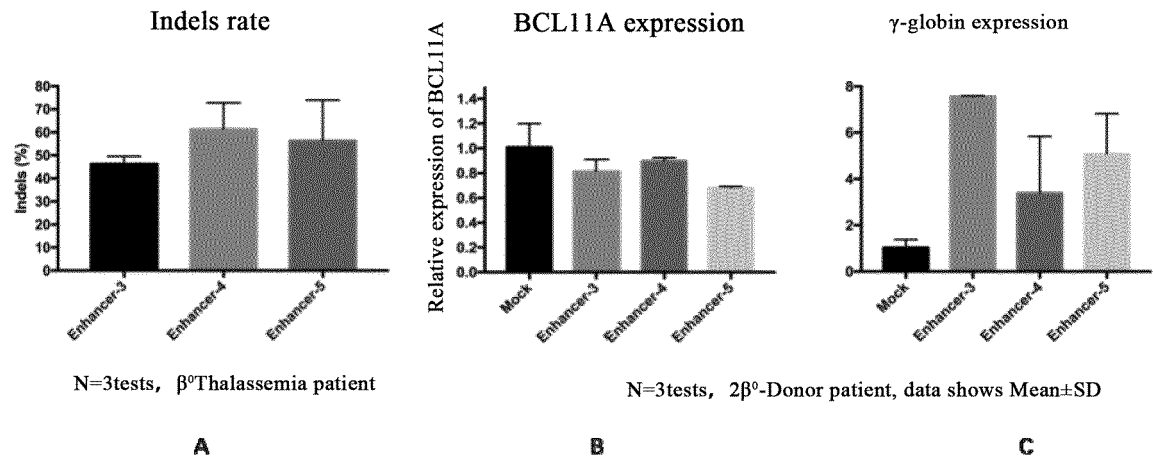 Indels rate
BCL11A expression
γ-globin expression
Indels (%)
80
70
60
50
40
30
20
10
0
Enhancer-3
Enhancer-4
Enhancer-5
Relative expression of BCL11A
1.4
1.2
1.0
0.8
0.6
0.4
0.2
0.0
Mock
Enhancer-3
Enhancer-4
Enhancer-5
8
6
4
2
0
Mock
Enhancer-3
Enhancer-4
Enhancer-5
N=3tests, β⁰Thalassemia patient
N=3tests, 2β⁰-Donor patient, data shows Mean±SD
A
B
C